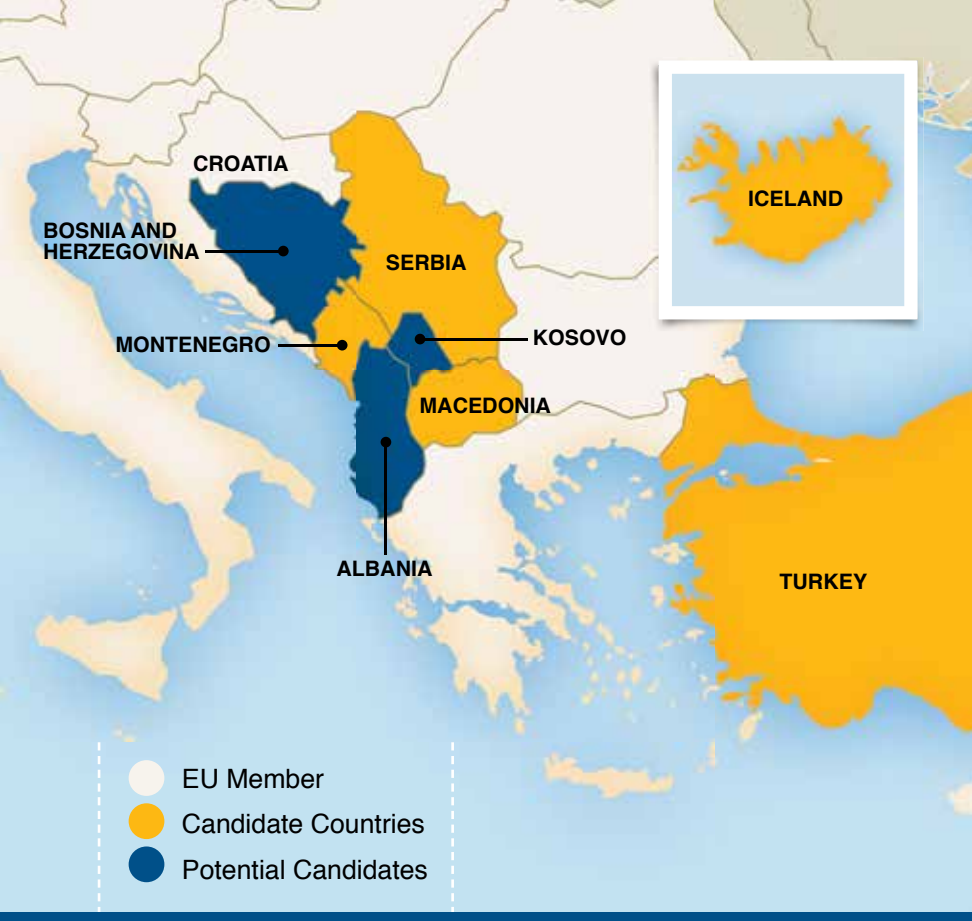 CROATIA
ICELAND
BOSNIA AND
HERZEGOVINA
SERBIA
MONTENEGRO
KOSOVO
MACEDONIA
ALBANIA
TURKEY
EU Member
Candidate Countries
Potential Candidates